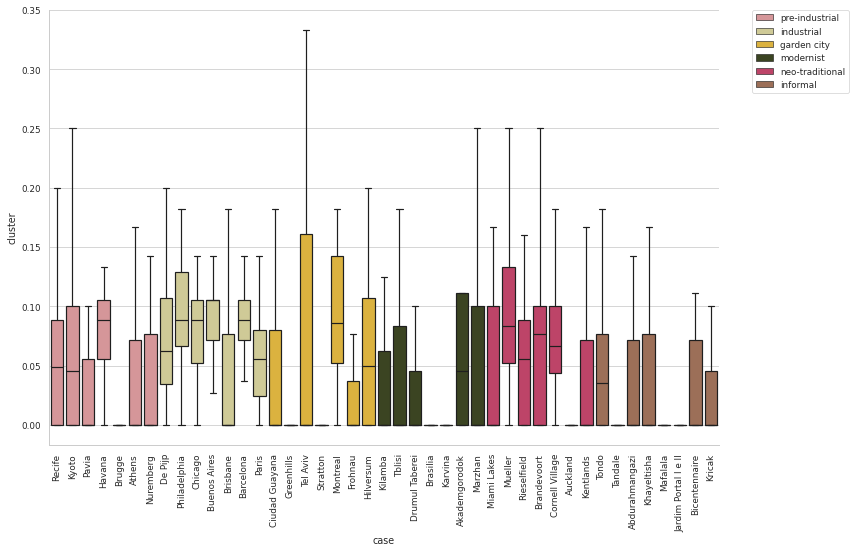 0.35
0.30
0.25
0.20
0.15
0.10
0.05
0.00
cluster
Recife
Kyoto
Pavia
Havana
Brugge
Athens
Nuremberg
De Pijp
Philadelphia
Chicago
Buenos Aires
Brisbane
Barcelona
Paris
Ciudad Guayana
Greenhills
Tel Aviv
Stratton
Montreal
Frohnau
Hilversum
Kilamba
Tbilisi
Drumul Taberei
Brasilia
Karvina
Akademgorodok
Marzhan
Miami Lakes
Mueller
Rieselfield
Brandevoort
Cornell Village
Auckland
Kentlands
Tondo
Tandale
Abdurahmangazi
Khayeltisha
Mafalala
Jardim Portal I e II
Bicentennaire
Kricak
case
pre-industrial
industrial
garden city
modernist
neo-traditional
informal